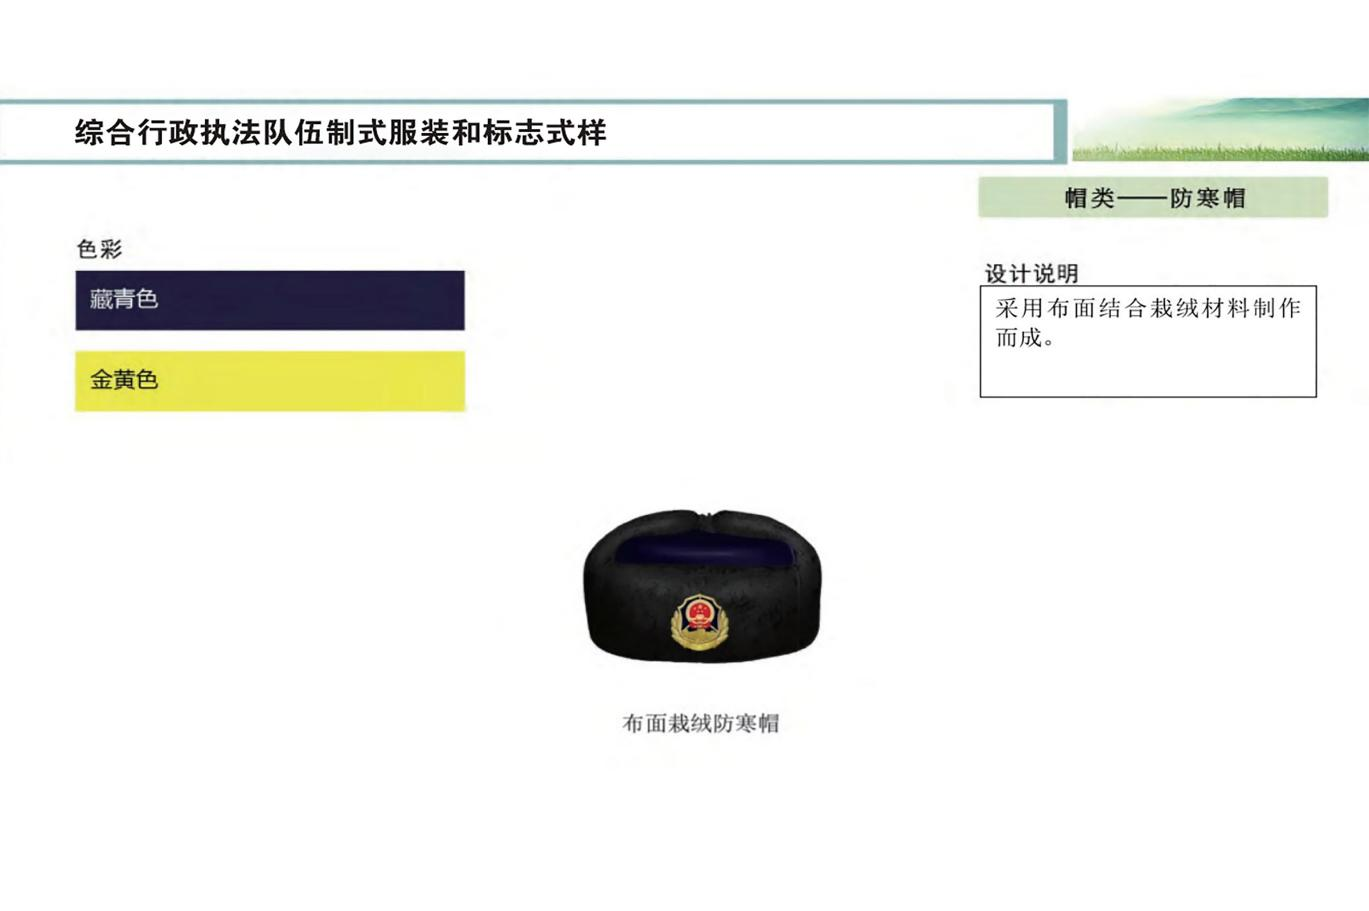 综合行政执法队伍制式服装和标志式样
帽类——防寒帽
色彩
藏青色
金黄色
设计说明
采用布面结合栽绒材料制作
而成。
布面栽绒防寒帽